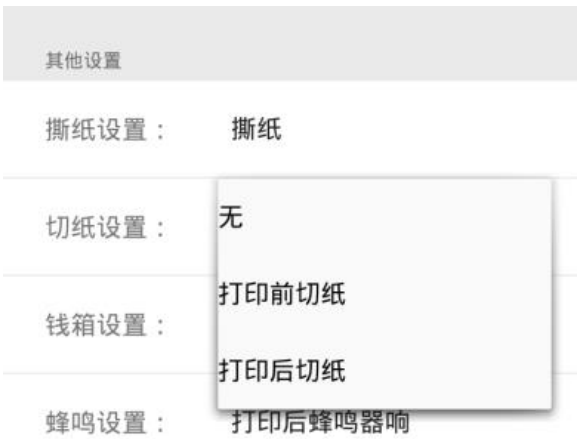 其他设置
撕纸设置： 撕纸
切纸设置： 无
打印前切纸
钱箱设置：
打印后切纸
蜂鸣设置： 打印后蜂鸣器响